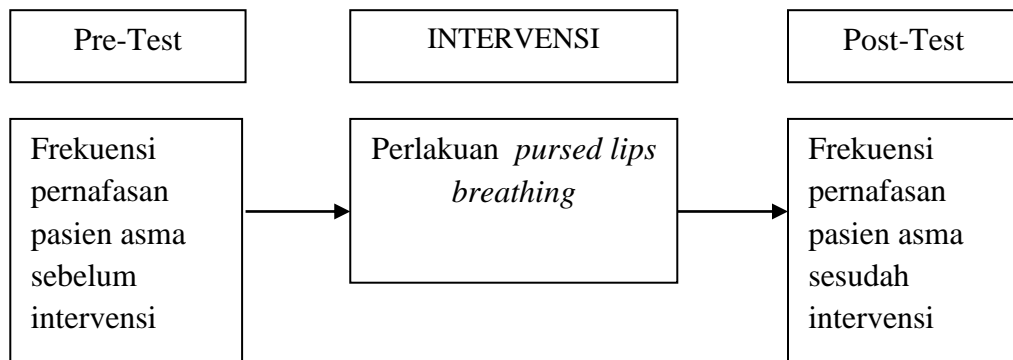 Pre-Test
INTERVENSI
Post-Test
Frekuensi
pernafasan
pasien asma
sebelum
intervensi
Perlakuan pursed lips
breathing
Frekuensi
pernafasan
pasien asma
sesudah
intervensi